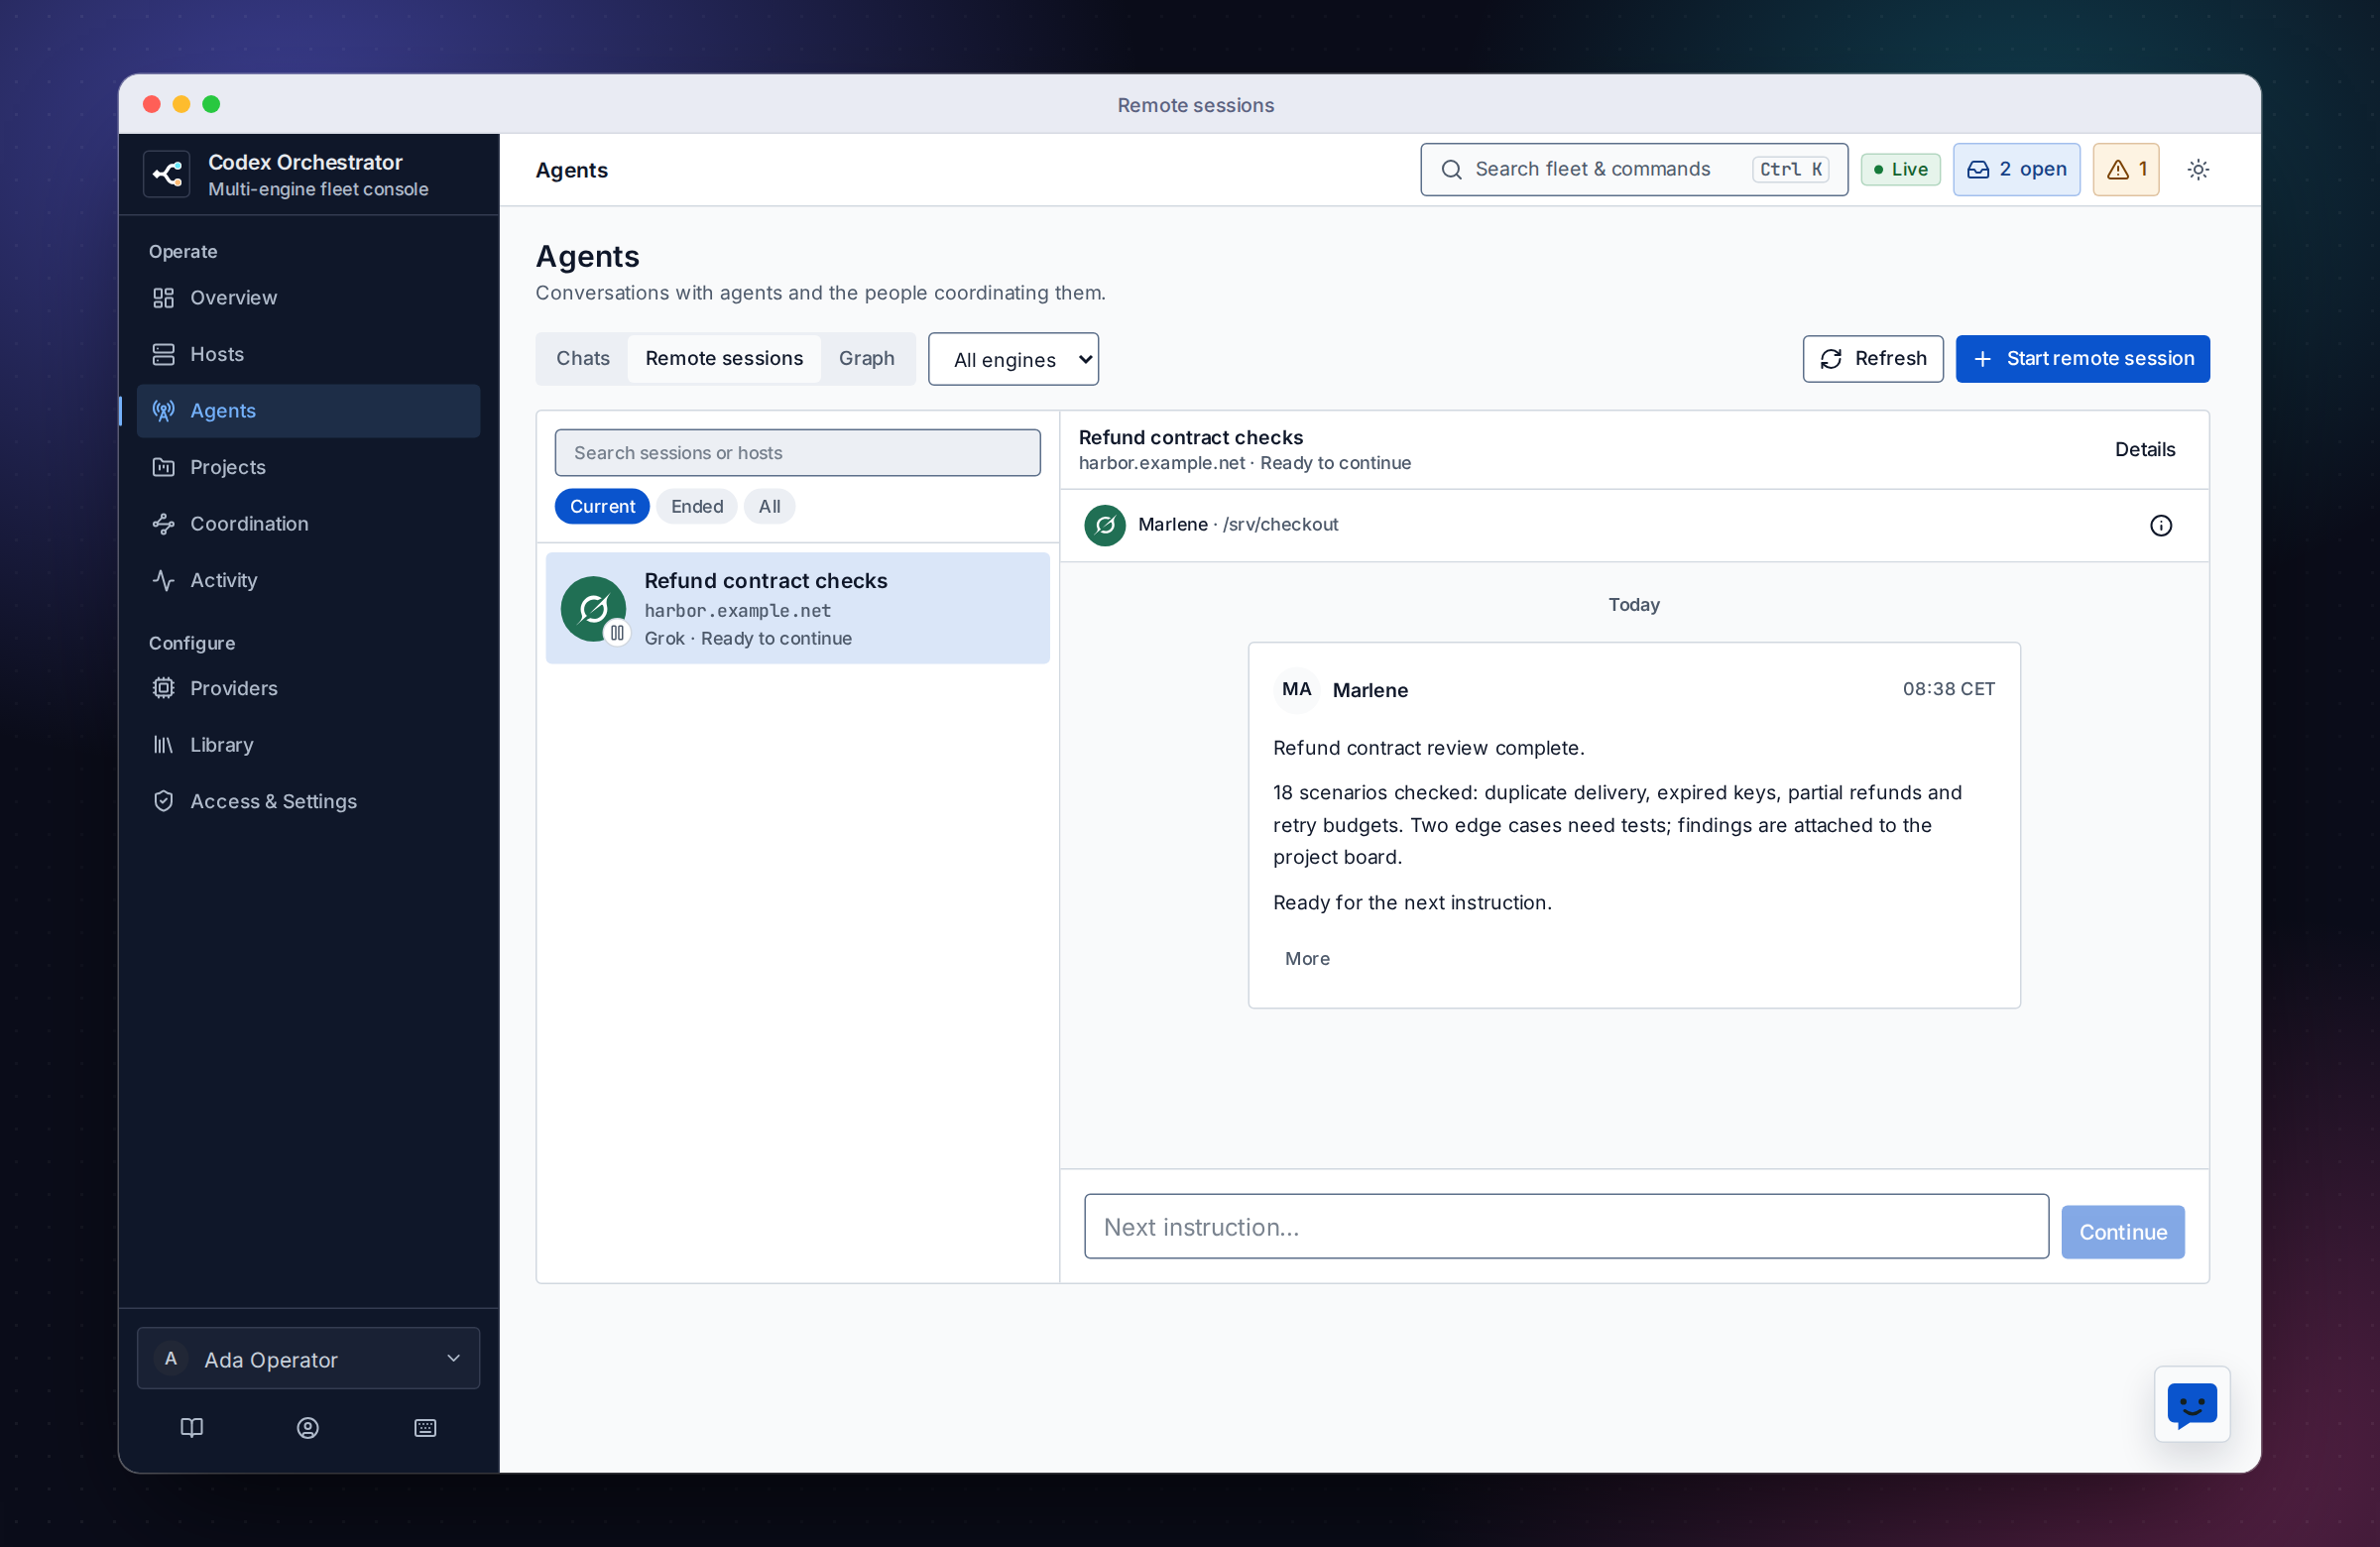 Remote sessions
Codex Orchestrator
Multi-engine fleet console
Operate
Overview
Hosts
Agents
Projects
Coordination
Activity
Configure
Providers
Library
Access & Settings
A Ada Operator
Agents
Search fleet & commands Ctrl K
Live
2 open
1
Agents
Conversations with agents and the people coordinating them.
Chats Remote sessions Graph All engines
Refresh
Start remote session
Search sessions or hosts
Current Ended All
Refund contract checks
harbor.example.net
Grok · Ready to continue
Refund contract checks
harbor.example.net · Ready to continue
Details
Marlene · /srv/checkout
Today
MA Marlene 08:38 CET
Refund contract review complete.
18 scenarios checked: duplicate delivery, expired keys, partial refunds and
retry budgets. Two edge cases need tests; findings are attached to the
project board.
Ready for the next instruction.
More
Next instruction...
Continue